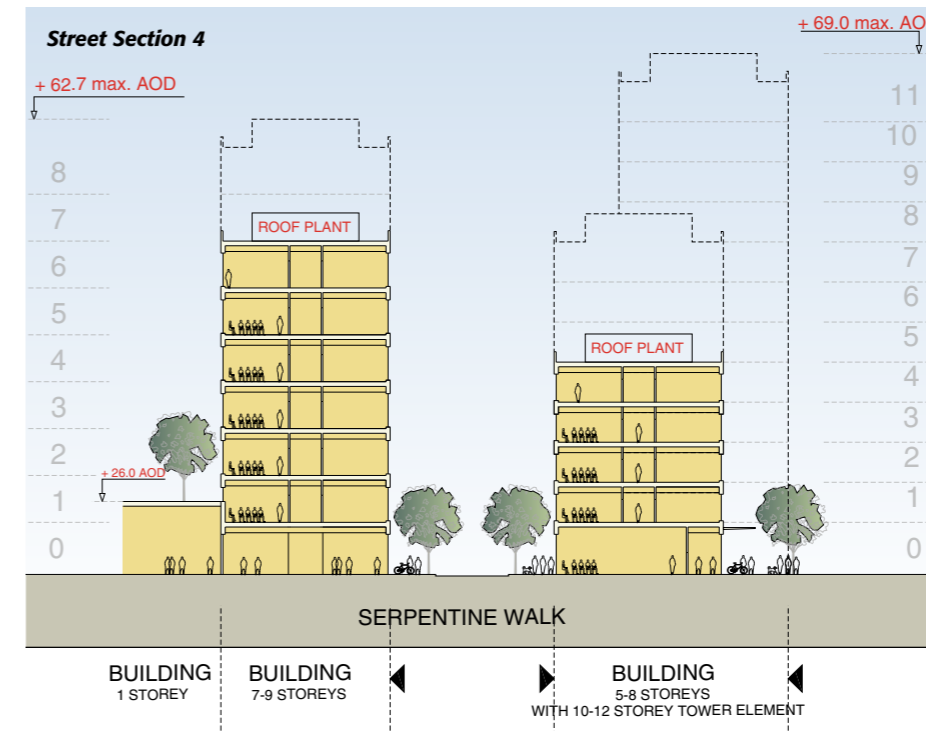 Street Section 4
+ 69.0 max. AO
+ 62.7 max. AOD
11
10
9
8
8
7
ROOF PLANT
7
6
6
5
5
ROOF PLANT
4
4
3
3
2
2
+ 26.0 AOD
1
1
0
0
SERPENTINE WALK
BUILDING
1 STOREY
BUILDING
7-9 STOREYS
BUILDING
5-8 STOREYS
WITH 10-12 STOREY TOWER ELEMENT